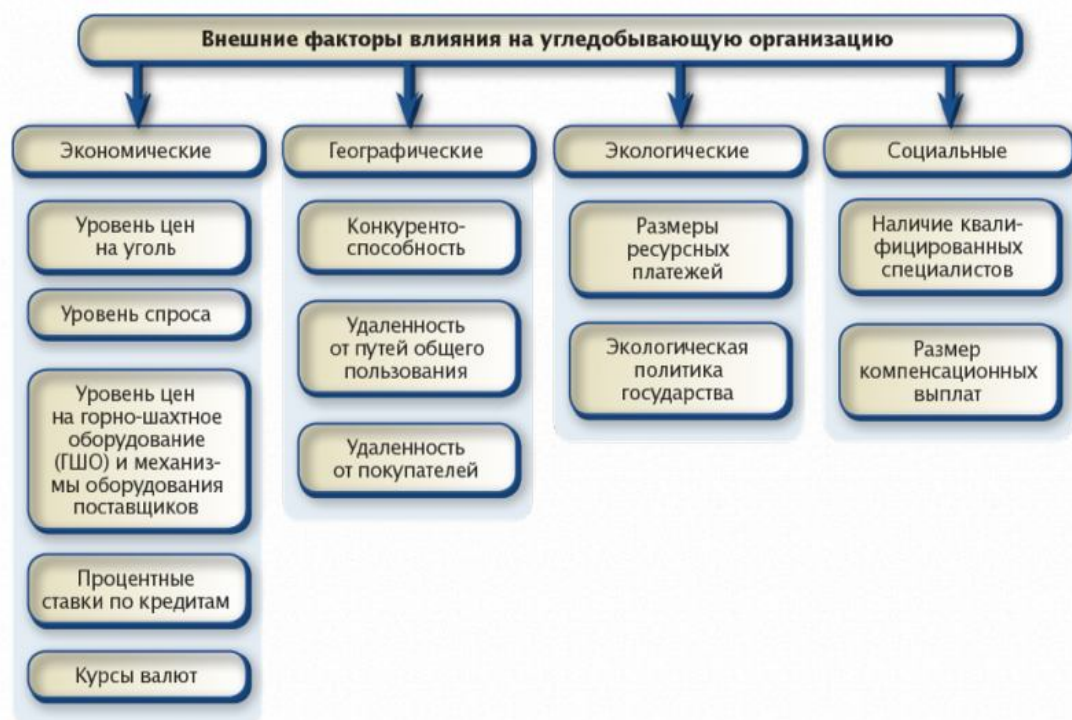 Внешние факторы влияния на угледобывающую организацию
Экономические
Уровень цен
на уголь
Уровень спроса
Уровень цен
на горно-шахтное
оборудование
(ГШО) и механиз-
мы оборудования
поставщиков
Процентные
ставки по кредитам
Курсы валют
Географические
Конкуренто-
способность
Удаленность
от путей общего
пользования
Удаленность
от покупателей
Экологические
Размеры
ресурсных
платежей
Экологическая
политика
государства
Социальные
Наличие квали-
фицированных
специалистов
Размер
компенсационных
выплат